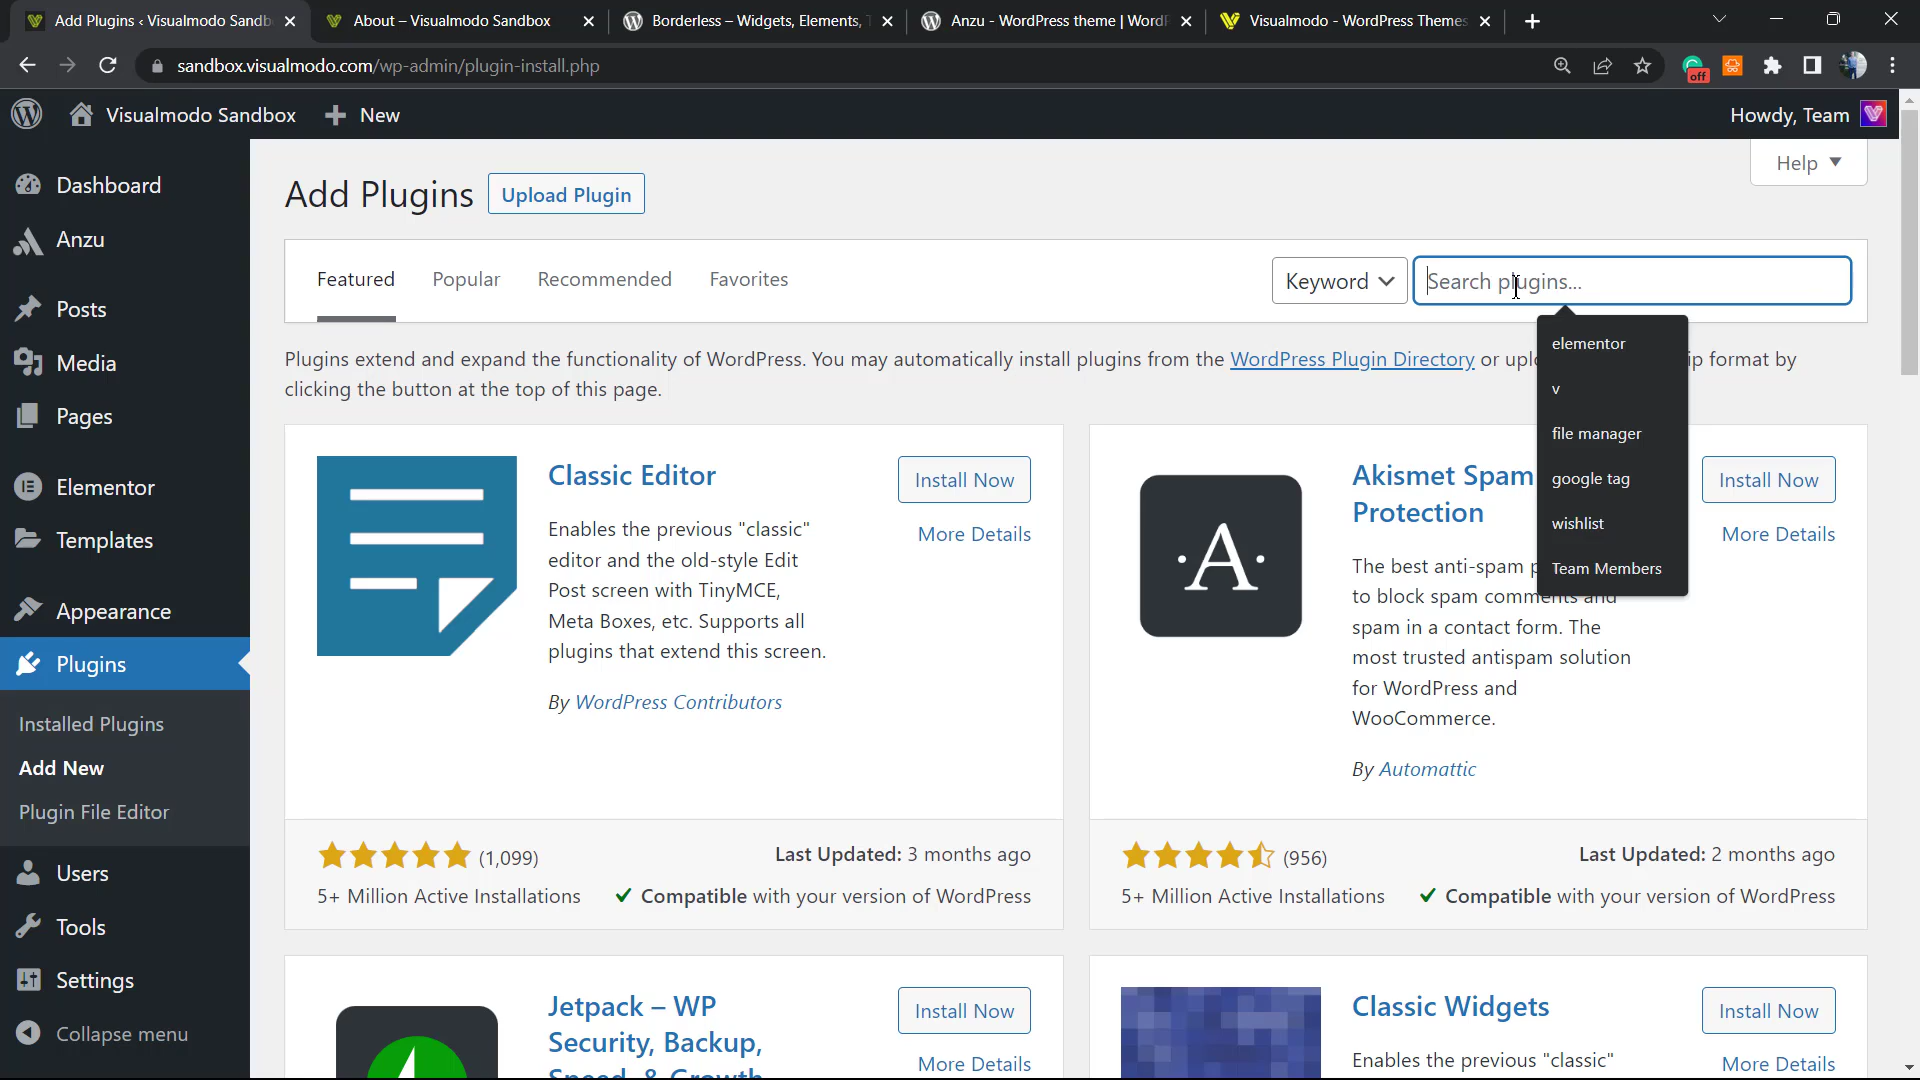 Add Plugins ‹ Visualmodo Sandb
About – Visualmodo Sandbox
Borderless – Widgets, Elements, T
Anzu - WordPress theme | WordP
Visualmodo - WordPress Themes
sandbox.visualmodo.com/wp-admin/plugin-install.php
off
Visualmodo Sandbox
New
Howdy, Team
Dashboard
Anzu
Posts
Media
Pages
Elementor
Templates
Appearance
Plugins
Installed Plugins
Add New
Plugin File Editor
Users
Tools
Settings
Collapse menu
Help
Add Plugins
Upload Plugin
Featured
Popular
Recommended
Favorites
Keyword
Search plugins...
elementor
v
file manager
google tag
wishlist
Team Members
Plugins extend and expand the functionality of WordPress. You may automatically install plugins from the WordPress Plugin Directory or format by
clicking the button at the top of this page.
Classic Editor
Install Now
More Details
Enables the previous "classic"
editor and the old-style Edit
Post screen with TinyMCE,
Meta Boxes, etc. Supports all
plugins that extend this screen.
By WordPress Contributors
(1,099)
Last Updated: 3 months ago
5+ Million Active Installations
Compatible with your version of WordPress
A
Akismet Spam
Protection
Install Now
More Details
The best anti-spam
to block spam comments and
spam in a contact form. The
most trusted antispam solution
for WordPress and
WooCommerce.
By Automattic
(956)
Last Updated: 2 months ago
5+ Million Active Installations
Compatible with your version of WordPress
Jetpack – WP
Security, Backup,
Speed, & Growth
Install Now
More Details
Classic Widgets
Install Now
More Details
Enables the previous "classic"